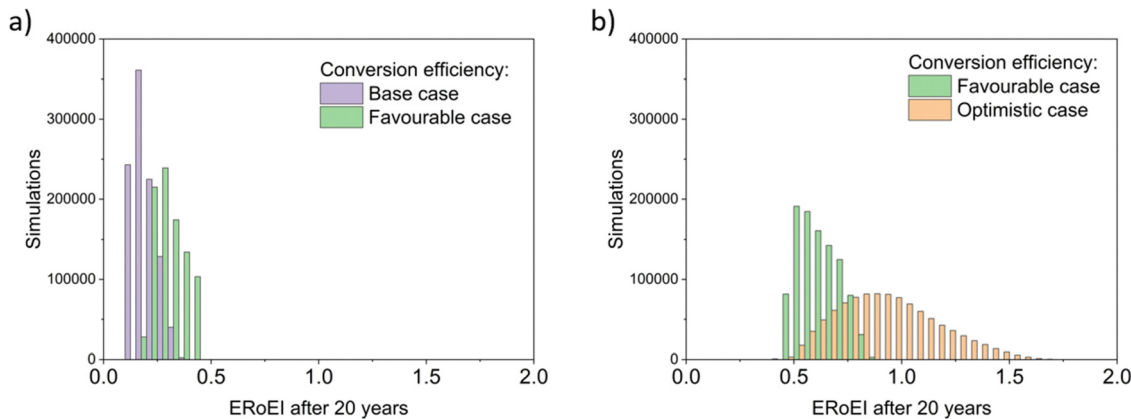 a)
400000
300000
200000
100000
0
Simulations
0.0 0.5 1.0 1.5 2.0
ERoEI after 20 years
Conversion efficiency:
Base case
Favourable case
b)
400000
300000
200000
100000
0
Simulations
0.0 0.5 1.0 1.5 2.0
ERoEI after 20 years
Conversion efficiency:
Favourable case
Optimistic case